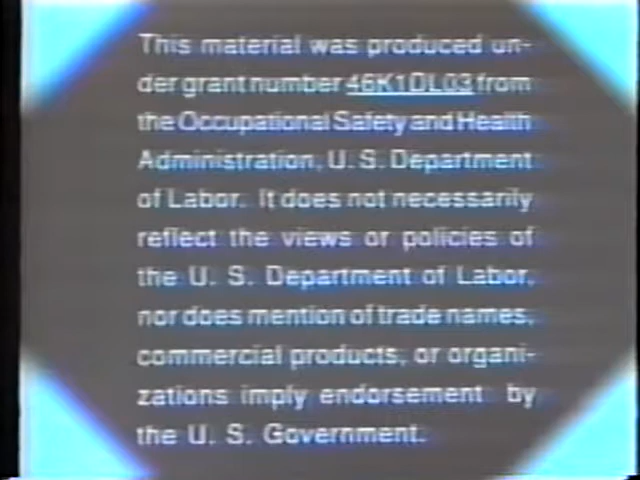 This material was produced un-
der grant number 46K1DL03 from
the Occupational Safety and Health
Administration, U. S. Department
of Labor. It does not necessarily
reflect the views or policies of
the U. S. Department of Labor,
nor does mention of trade names,
commercial products, or organi-
zations imply endorsement by
the U. S. Government.